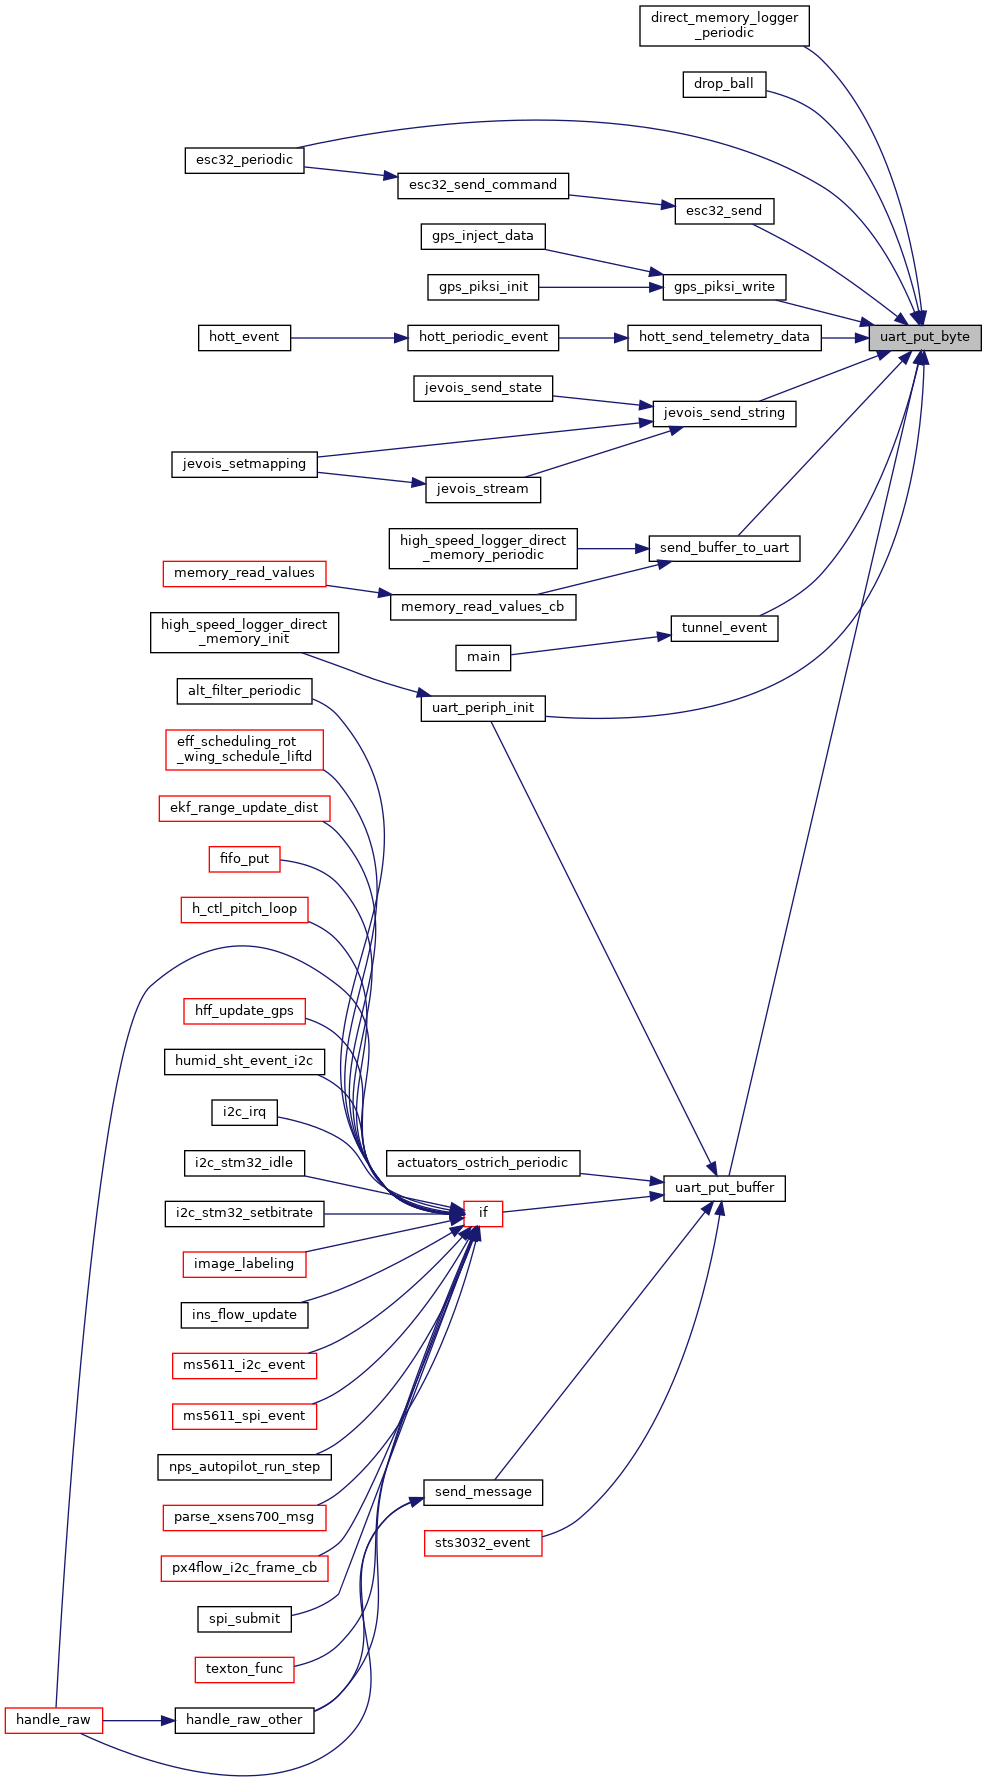 direct_memory_logger
_periodic
drop_ball
esc32_periodic
esc32_send_command
esc32_send
gps_inject_data
gps_piksi_init
gps_piksi_write
hott_event
hott_periodic_event
hott_send_telemetry_data
uart_put_byte
jevois_send_state
jevois_send_string
jevois_setmapping
jevois_stream
high_speed_logger_direct
_memory_periodic
send_buffer_to_uart
memory_read_values
memory_read_values_cb
high_speed_logger_direct
_memory_init
tunnel_event
main
alt_filter_periodic
uart_periph_init
eff_scheduling_rot
_wing_schedule_liftd
ekf_range_update_dist
fifo_put
h_ctl_pitch_loop
hff_update_gps
humid_sht_event_i2c
i2c_irq
i2c_stm32_idle
actuators_ostrich_periodic
uart_put_buffer
i2c_stm32_setbitrate
if
image_labeling
ins_flow_update
ms5611_i2c_event
ms5611_spi_event
nps_autopilot_run_step
send_message
parse_xsens700_msg
sts3032_event
px4flow_i2c_frame_cb
spi_submit
texton_func
handle_raw
handle_raw_other